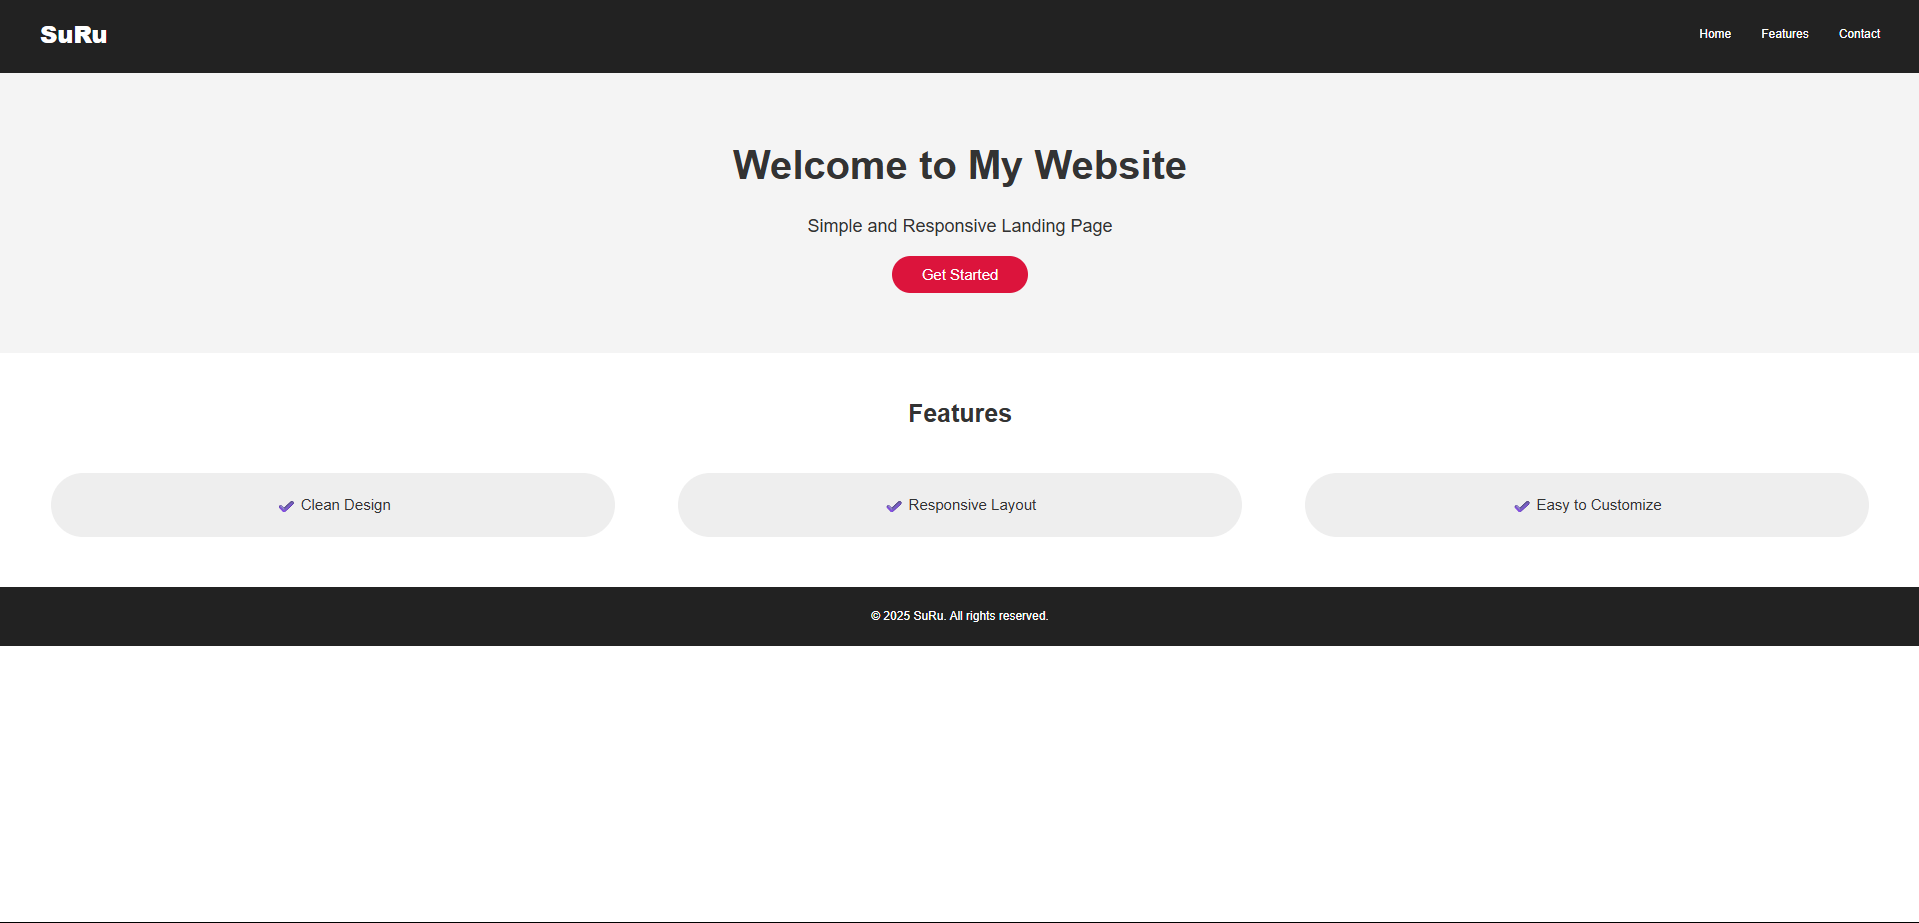 SuRu
Home Features Contact
Welcome to My Website
Simple and Responsive Landing Page
Get Started
Features
✔ Clean Design
✔ Responsive Layout
✔ Easy to Customize
© 2025 SuRu. All rights reserved.